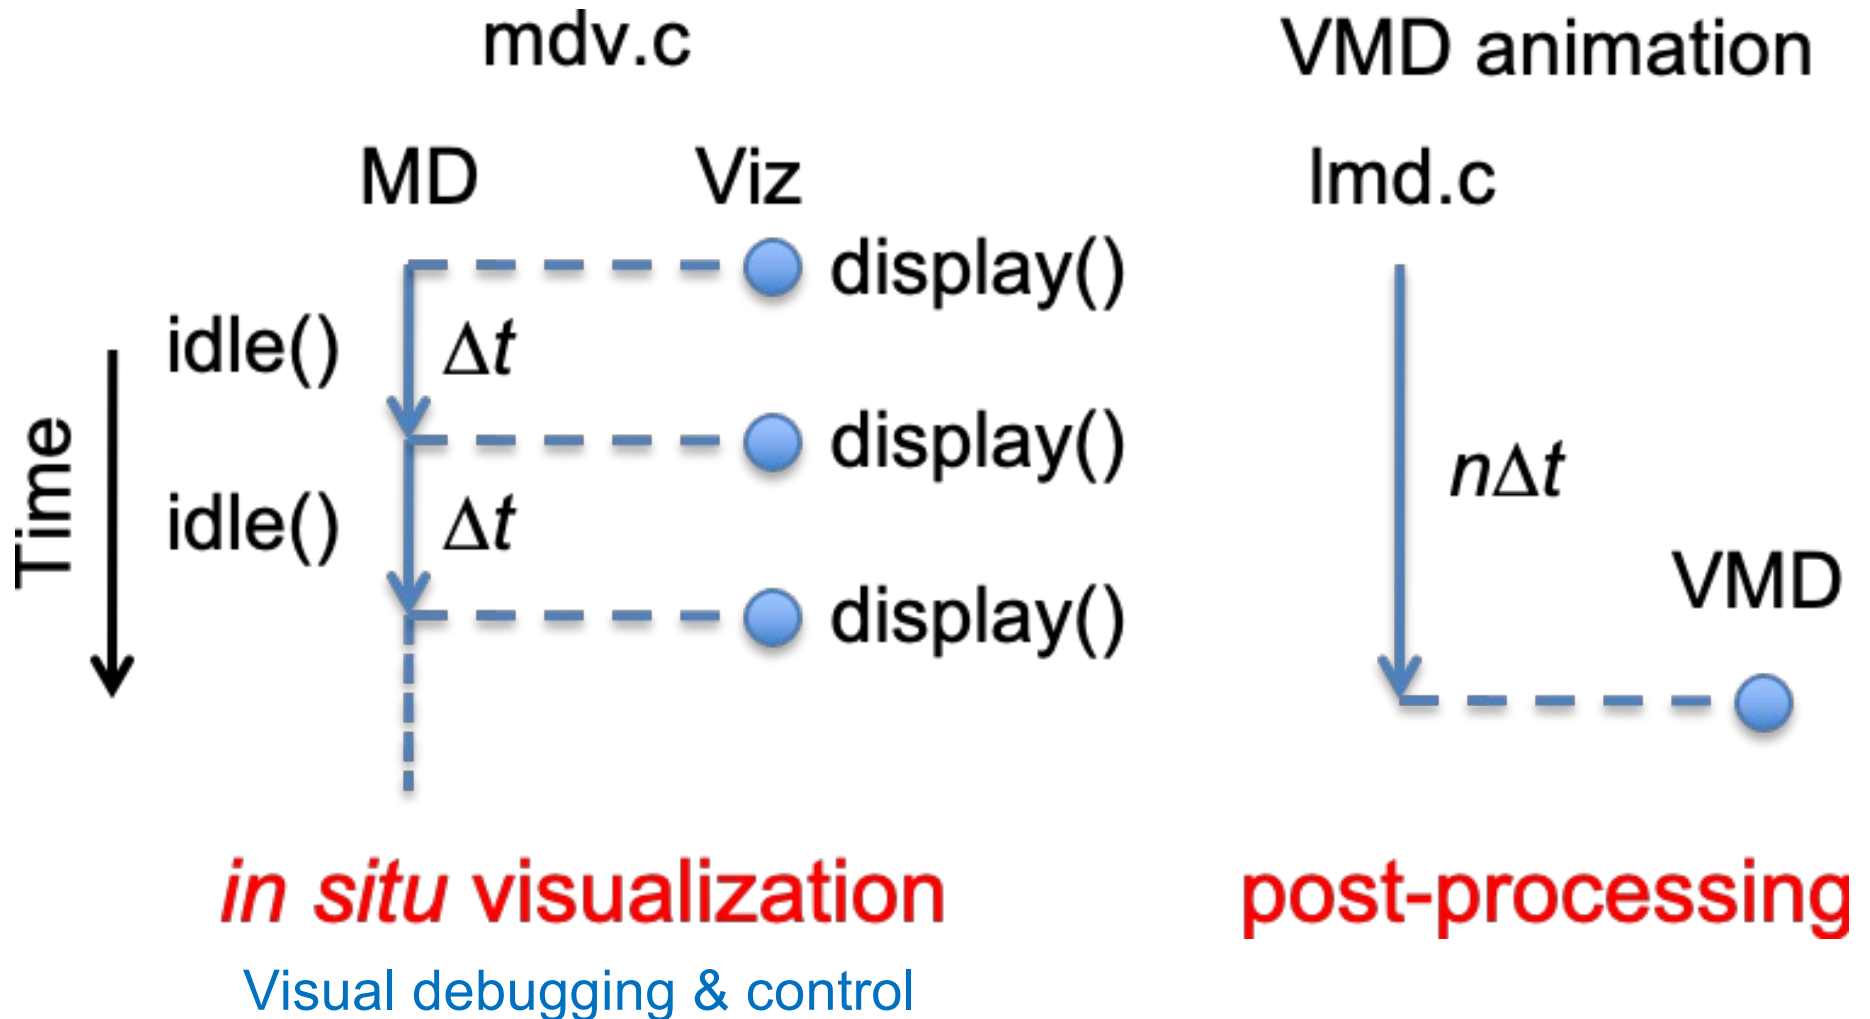 mdv.c
VMD animation
MD
Viz
lmd.c
display()
idle()
Δt
display()
Time
idle()
Δt
display()
nΔt
VMD
in situ visualization
post-processing
Visual debugging & control